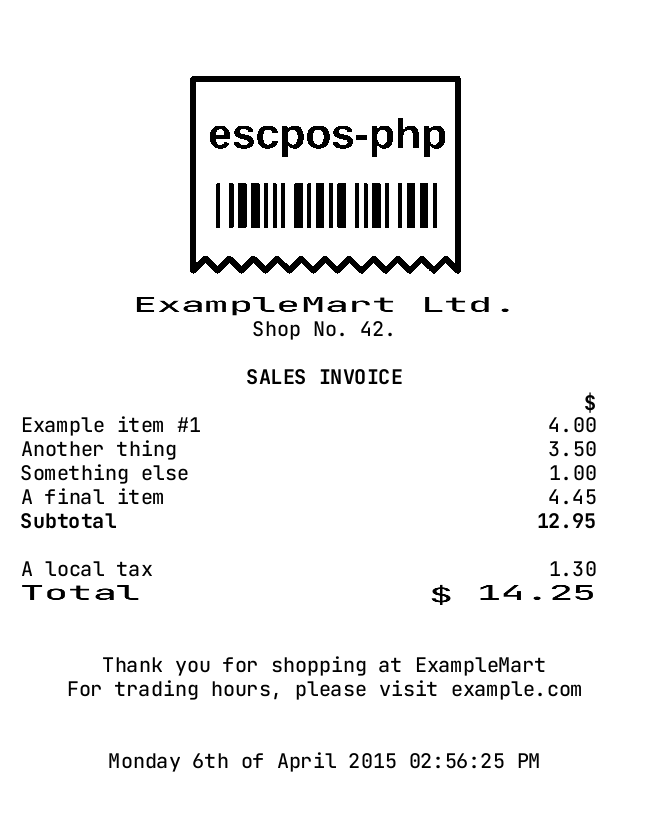 escpos-php
ExampleMart Ltd.
Shop No. 42.
SALES INVOICE
$
Example item #1 4.00
Another thing 3.50
Something else 1.00
A final item 4.45
Subtotal 12.95
A local tax 1.30
Total $ 14.25
Thank you for shopping at ExampleMart
For trading hours, please visit example.com
Monday 6th of April 2015 02:56:25 PM